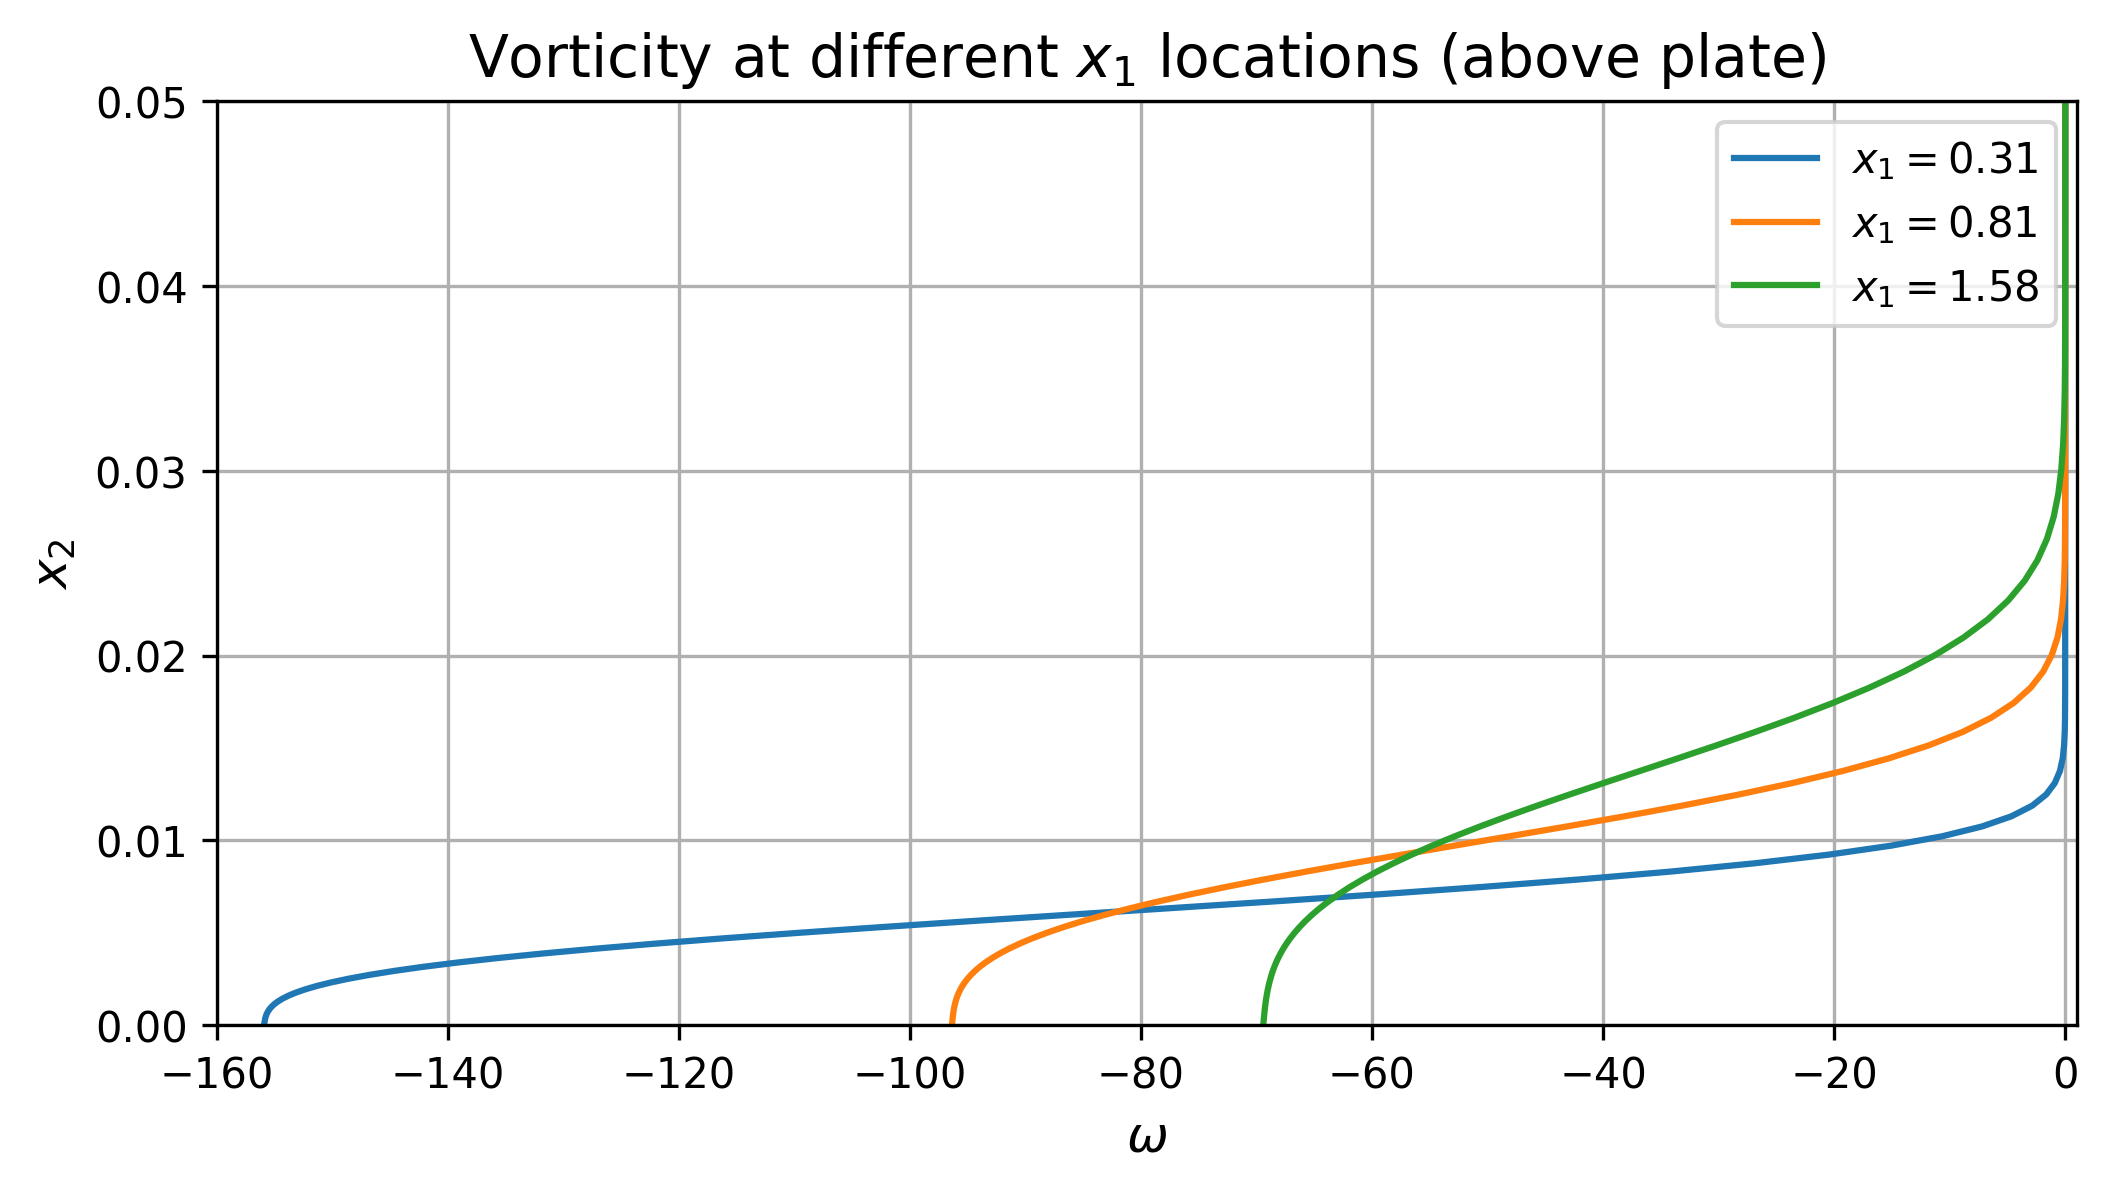 Vorticity at different x₁ locations (above plate)
0.05
0.04
0.03
0.02
0.01
0.00
x₂
x₁ = 0.31
x₁ = 0.81
x₁ = 1.58
−160 −140 −120 −100 −80 −60 −40 −20 0
ω